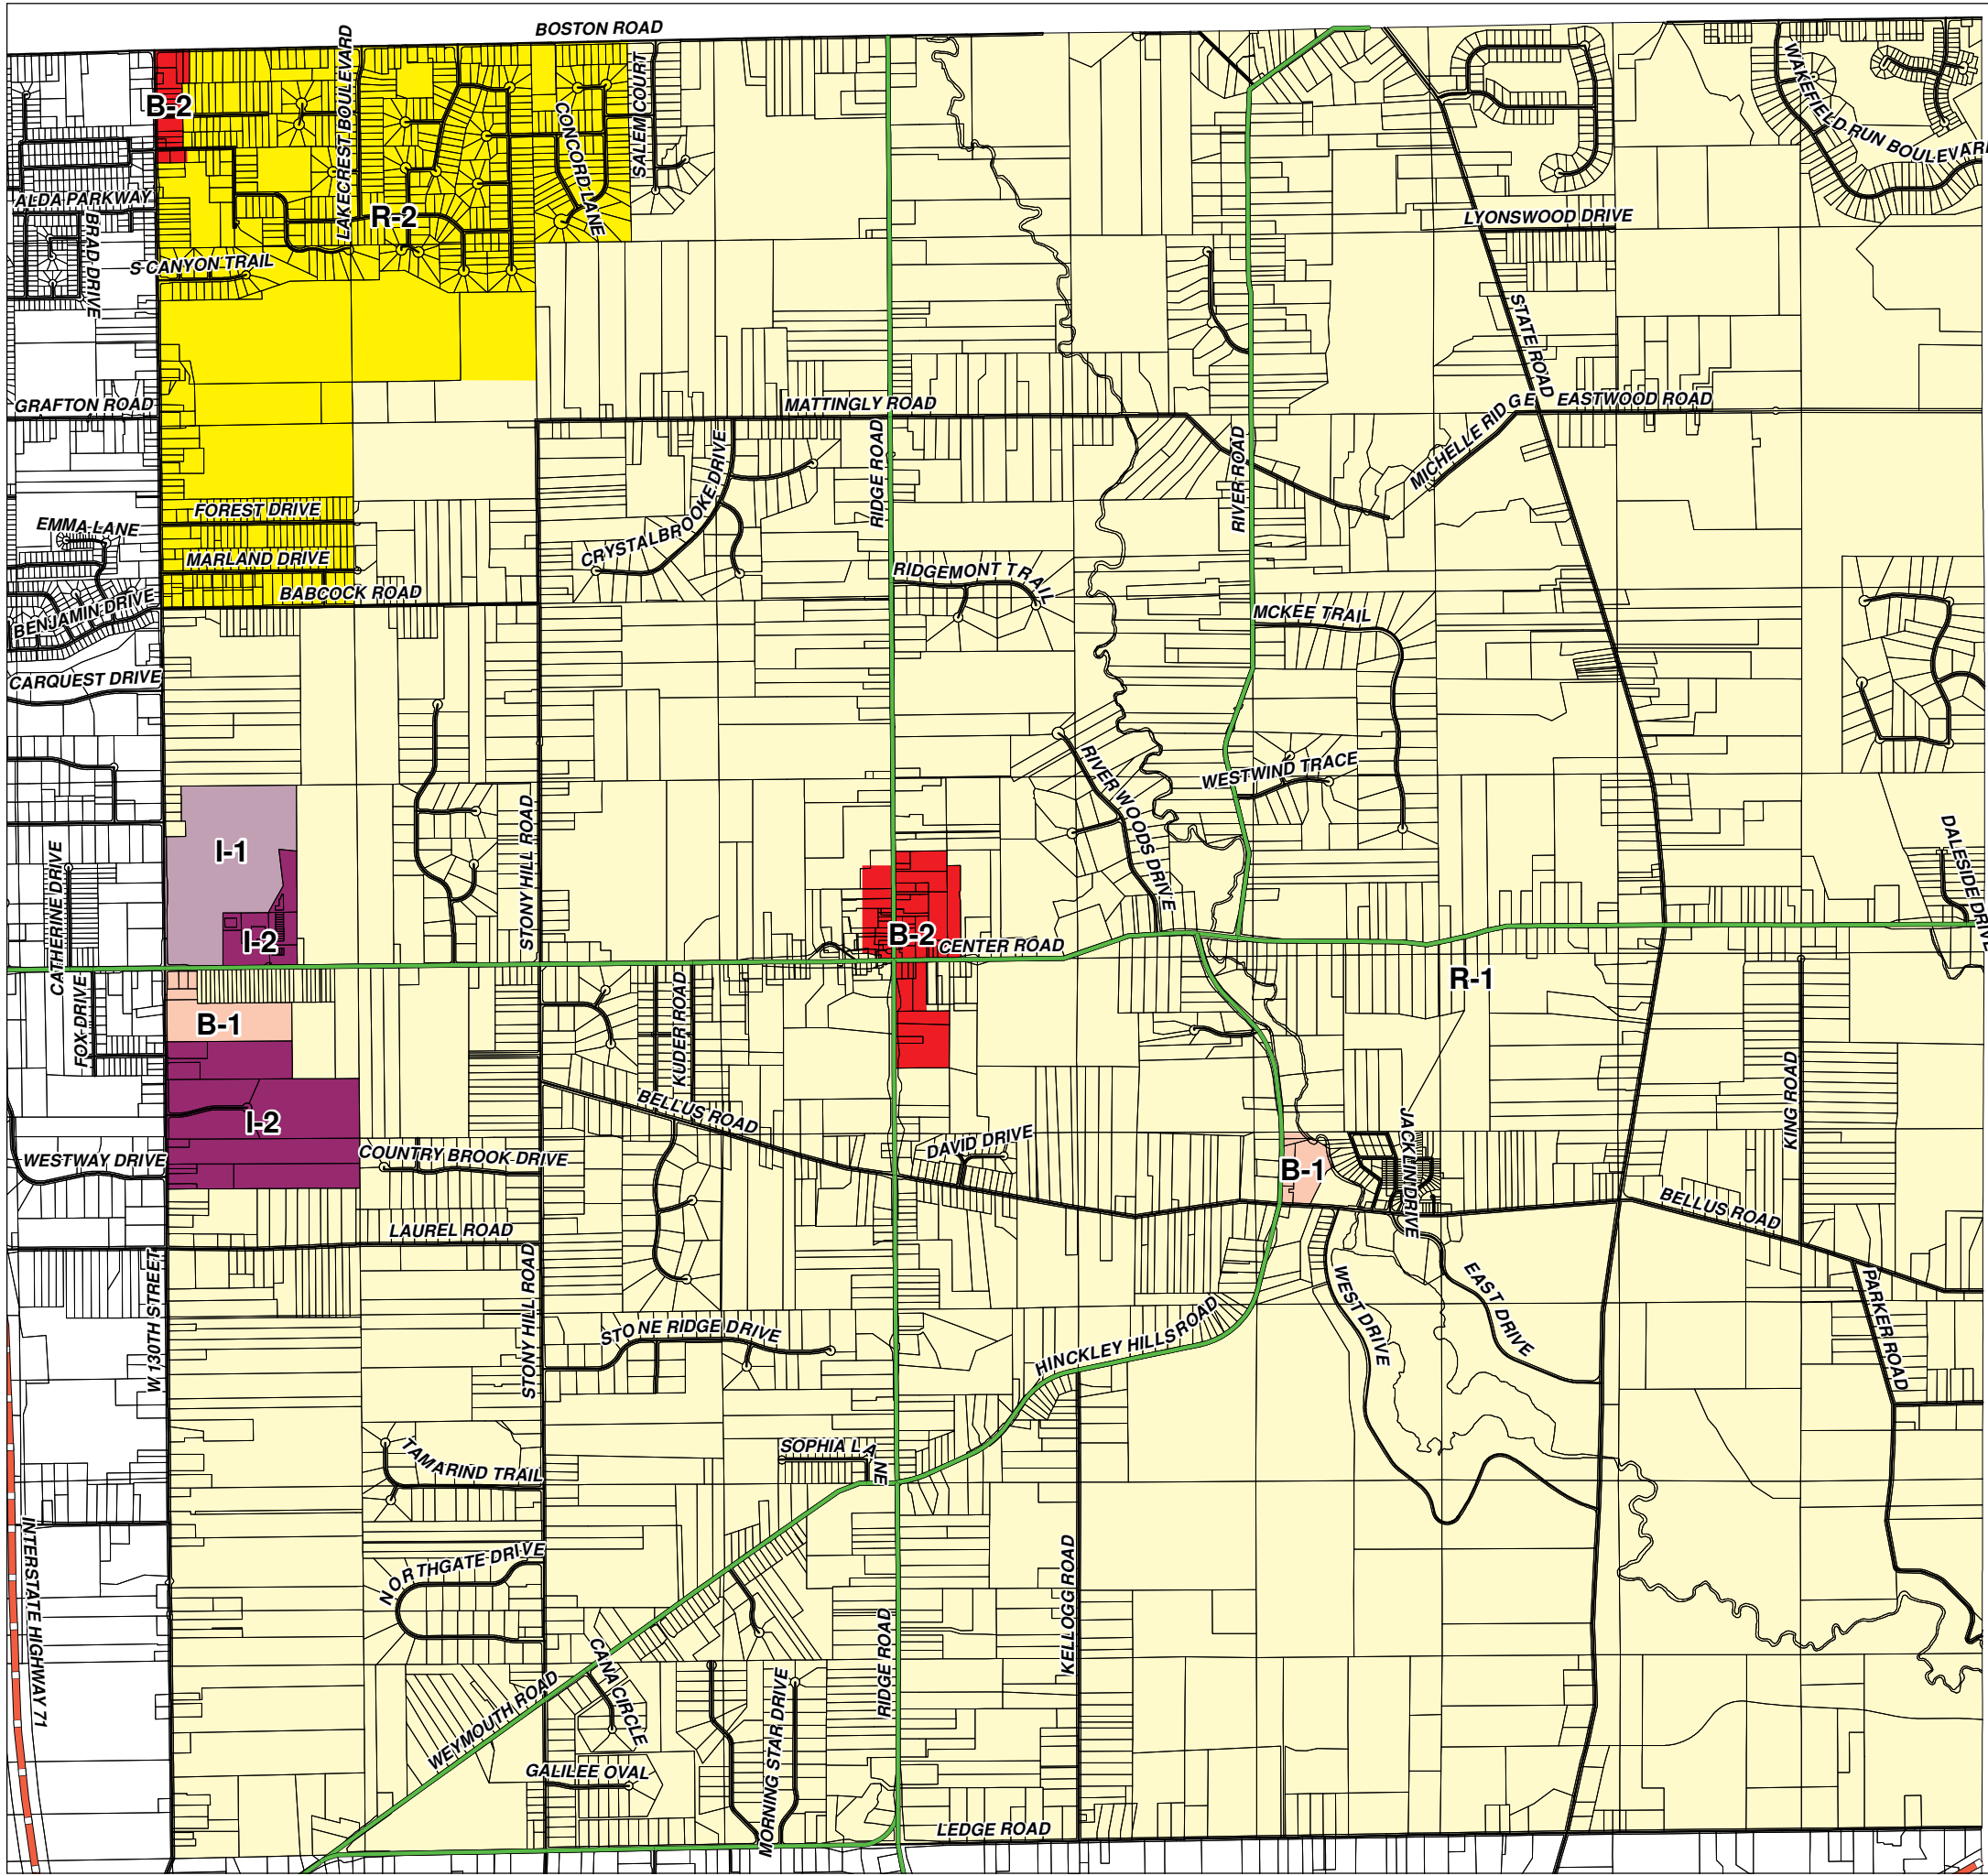 BOSTON ROAD
LAKECREST BOULEVARD
SALEM COURT
CONCORD LANE
WAKEFIELD RUN BOULEVARD
B-2
ALDA PARKWAY
BRAD DRIVE
R-2
LYONSWOOD DRIVE
S CANYON TRAIL
STATE ROAD
GRAFTON ROAD
MATTINGLY ROAD
MICHELLE RIDGE
EASTWOOD ROAD
CRYSTALBROOKE DRIVE
RIDGE ROAD
RIVER ROAD
FOREST DRIVE
EMMA LANE
MARLAND DRIVE
BABCOCK ROAD
RIDGEMONT TRAIL
BENJAMIN DRIVE
MCKEE TRAIL
CARQUEST DRIVE
RIVER WOODS DRIVE
WESTWIND TRACE
STONY HILL ROAD
I-1
DALESIDE DRIVE
CATHERINE DRIVE
I-2
B-2
CENTER ROAD
R-1
FOX DRIVE
B-1
KUDER ROAD
KING ROAD
I-2
BELLUS ROAD
DAVID DRIVE
JACKLIN DRIVE
WESTWAY DRIVE
COUNTRY BROOK DRIVE
B-1
BELLUS ROAD
LAUREL ROAD
W 130TH STREET
STONY HILL ROAD
WEST DRIVE
EAST DRIVE
PARKER ROAD
STONE RIDGE DRIVE
HINCKLEY HILLS ROAD
SOPHIA LANE
TAMARIND TRAIL
INTERSTATE HIGHWAY 71
NORTHGATE DRIVE
KELLOGG ROAD
RIDGE ROAD
CANA CIRCLE
WEYMOUTH ROAD
MORNING STAR DRIVE
GALILEE OVAL
LEDGE ROAD